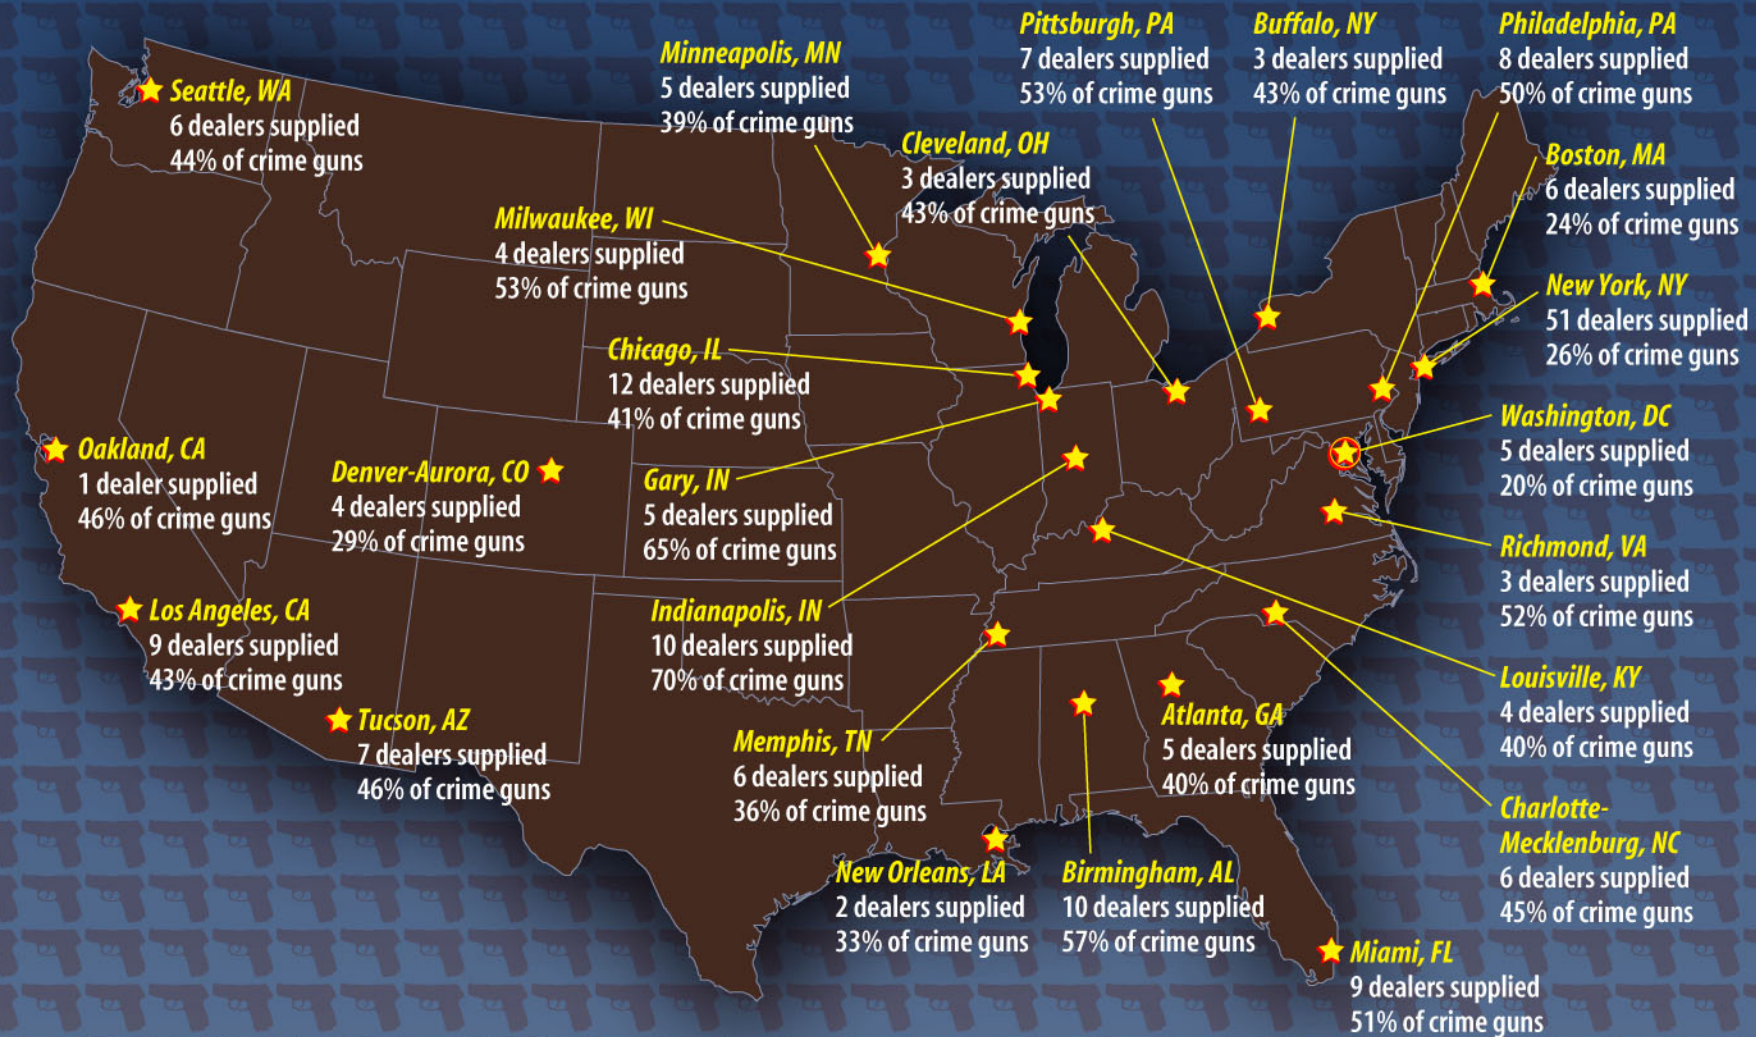 Pittsburgh, PA
7 dealers supplied
53% of crime guns
Buffalo, NY
3 dealers supplied
43% of crime guns
Philadelphia, PA
8 dealers supplied
50% of crime guns
Minneapolis, MN
5 dealers supplied
39% of crime guns
Seattle, WA
6 dealers supplied
44% of crime guns
Cleveland, OH
3 dealers supplied
43% of crime guns
Boston, MA
6 dealers supplied
24% of crime guns
Milwaukee, WI
4 dealers supplied
53% of crime guns
New York, NY
51 dealers supplied
26% of crime guns
Chicago, IL
12 dealers supplied
41% of crime guns
Washington, DC
5 dealers supplied
20% of crime guns
Oakland, CA
1 dealer supplied
46% of crime guns
Denver-Aurora, CO
4 dealers supplied
29% of crime guns
Gary, IN
5 dealers supplied
65% of crime guns
Richmond, VA
3 dealers supplied
52% of crime guns
Los Angeles, CA
9 dealers supplied
43% of crime guns
Indianapolis, IN
10 dealers supplied
70% of crime guns
Louisville, KY
4 dealers supplied
40% of crime guns
Tucson, AZ
7 dealers supplied
46% of crime guns
Memphis, TN
6 dealers supplied
36% of crime guns
Atlanta, GA
5 dealers supplied
40% of crime guns
Charlotte-
Mecklenburg, NC
6 dealers supplied
45% of crime guns
New Orleans, LA
2 dealers supplied
33% of crime guns
Birmingham, AL
10 dealers supplied
57% of crime guns
Miami, FL
9 dealers supplied
51% of crime guns